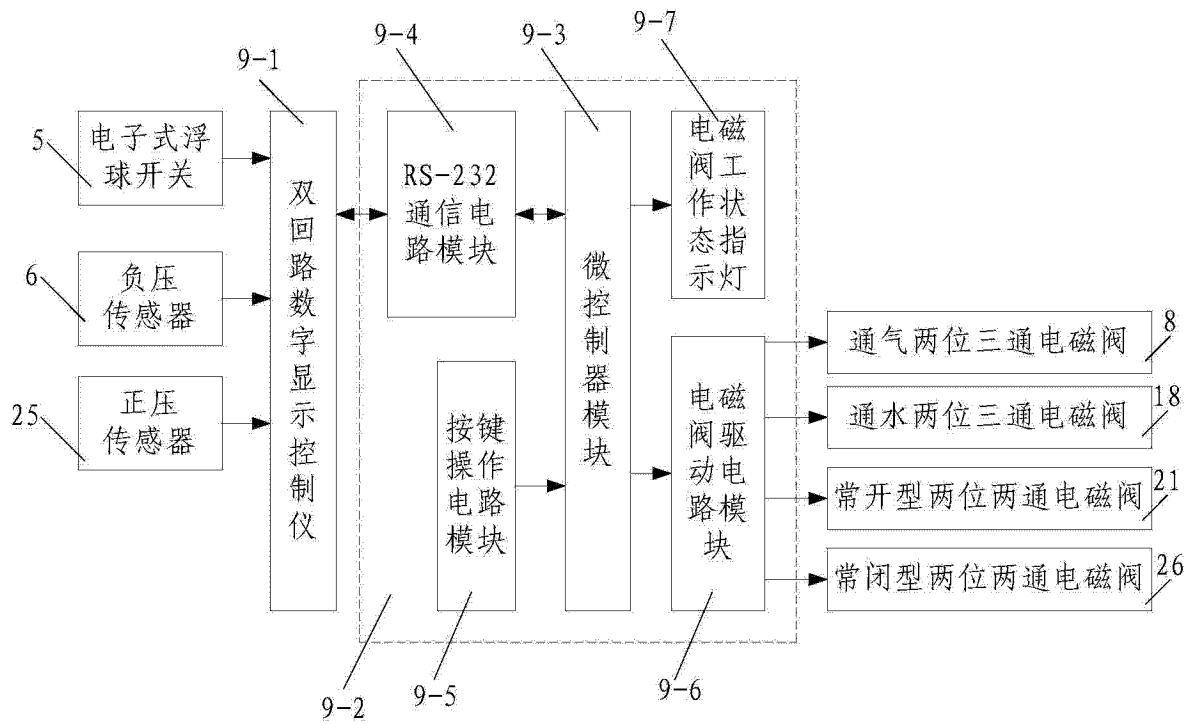 9-7
9-4
9-3
9-1
5
电子式浮
球开关
6
负压
传感器
25
正压
传感器
双
回
路
数
字
显
示
控
制
仪
RS-232
通信电
路模块
按键
操作
电路
模块
微
控
制
器
模
块
电磁
阀工
作状
态指
示灯
电磁
阀驱
动电
路模
块
通气两位三通电磁阀
8
通水两位三通电磁阀
18
常开型两位两通电磁阀
21
常闭型两位两通电磁阀
26
9-2
9-5
9-6